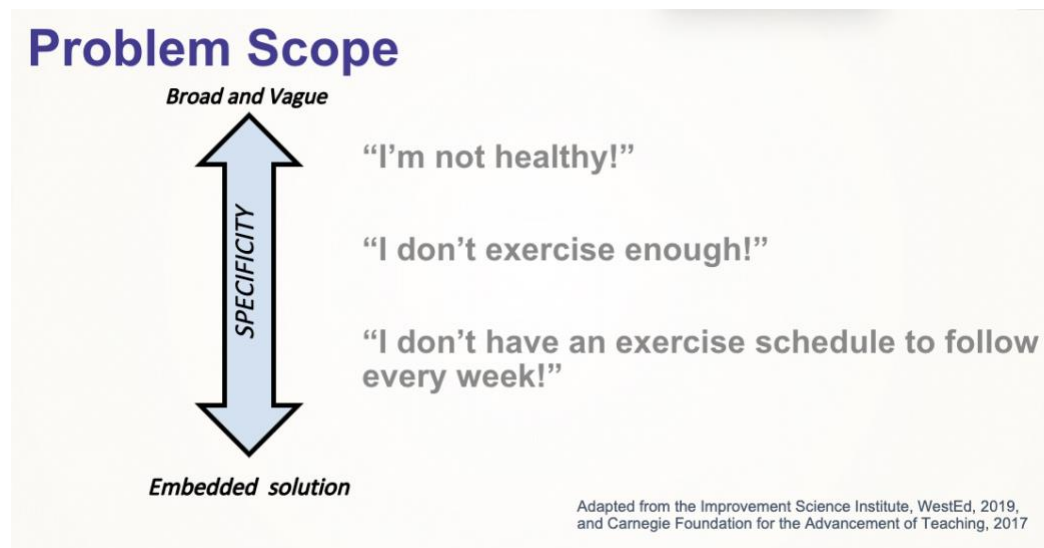 Problem Scope
Broad and Vague
SPECIFICITY
“I’m not healthy!”
“I don’t exercise enough!”
“I don’t have an exercise schedule to follow
every week!”
Embedded solution
Adapted from the Improvement Science Institute, WestEd, 2019,
and Carnegie Foundation for the Advancement of Teaching, 2017